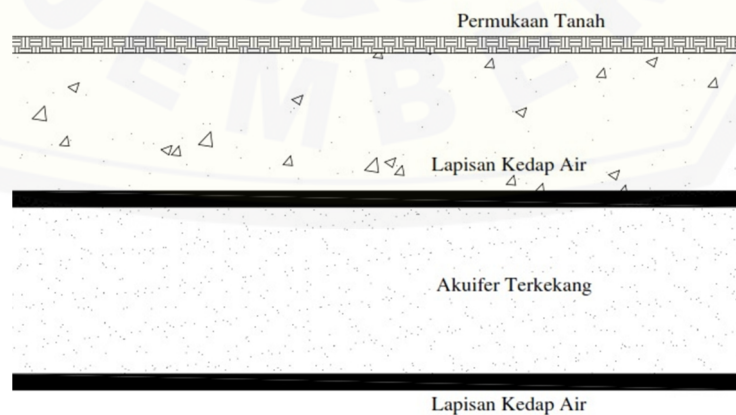 Permukaan Tanah
Lapisan Kedap Air
Akuifer Terkekang
Lapisan Kedap Air